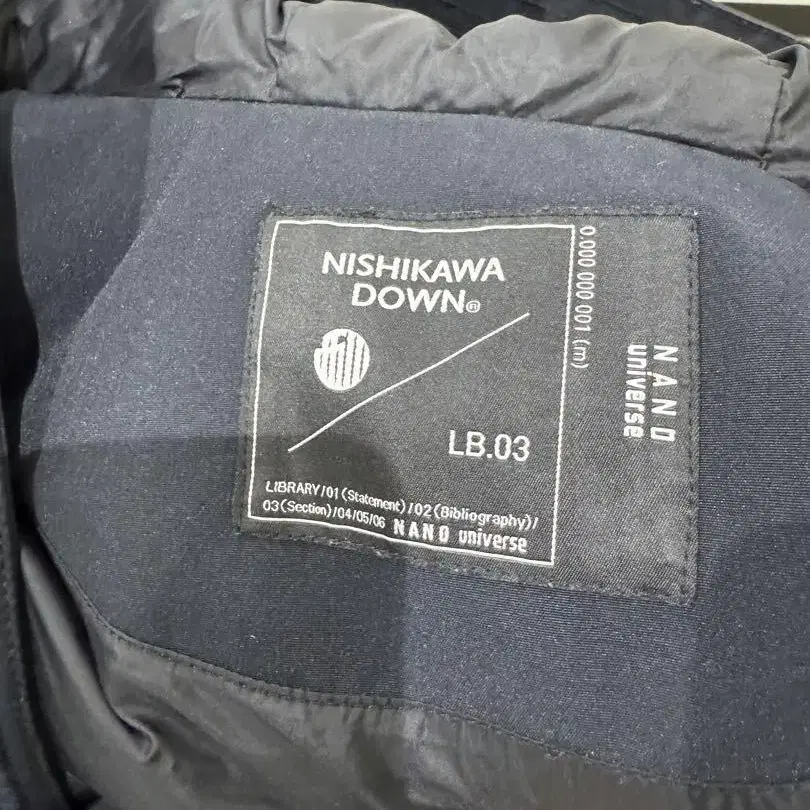 NISHIKAWA
DOWN®
LB.03
LIBRARY/01(Statement)/02(Bibliography)/
03(Section)/04/05/06 NANO universe
0.000 000 001 (m)
NANO
universe